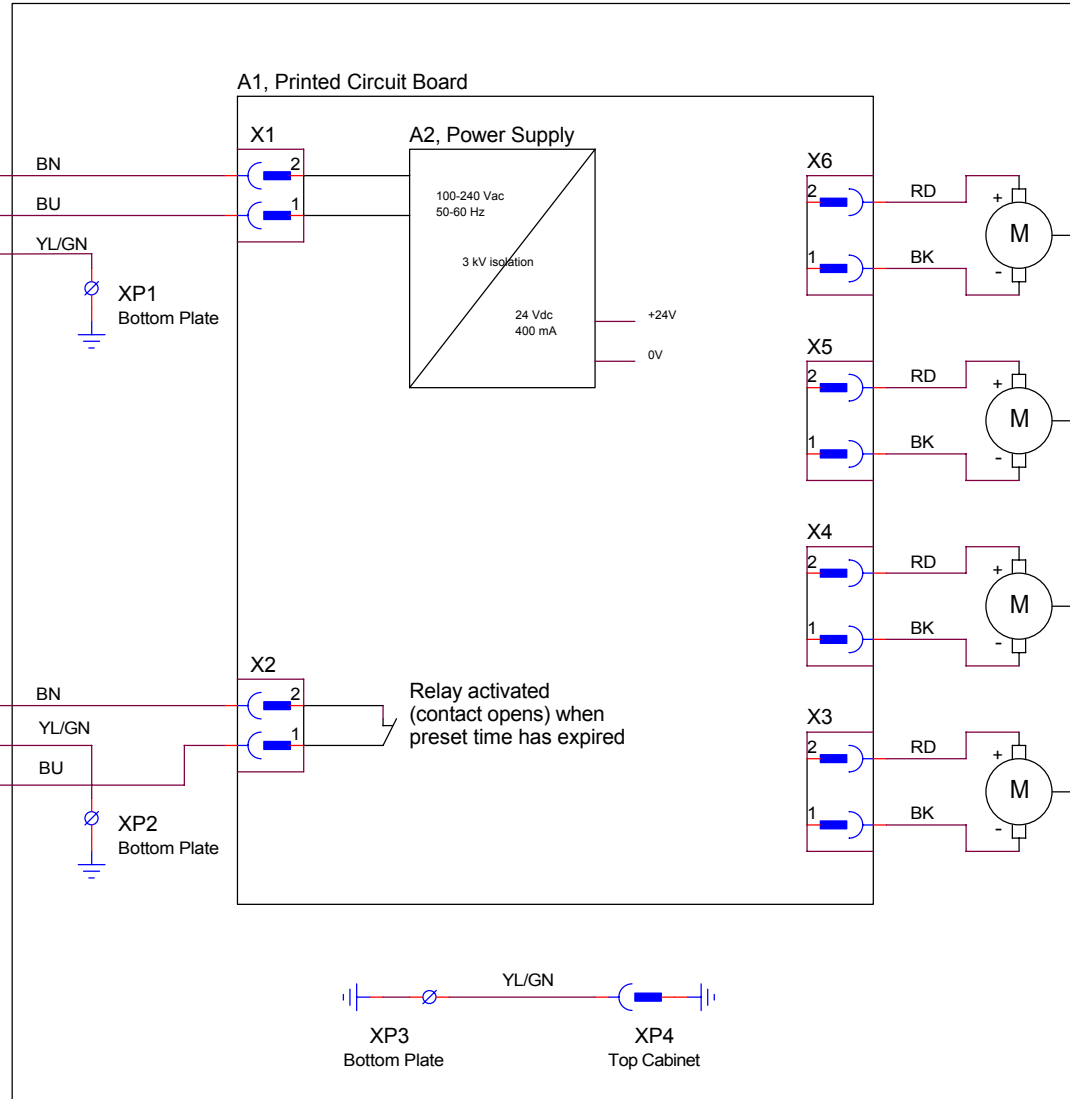 A1, Printed Circuit Board
X1
A2, Power Supply
BN
2
BU
1
YL/GN
XP1
Bottom Plate
100-240 Vac
50-60 Hz
3 kV isolation
24 Vdc
400 mA
+24V
0V
X6
2
RD
+
M
1
BK
-
X5
2
RD
+
M
1
BK
-
X4
2
RD
+
M
1
BK
-
X2
BN
2
YL/GN
1
BU
XP2
Bottom Plate
Relay activated
(contact opens) when
preset time has expired
X3
2
RD
+
M
1
BK
-
YL/GN
XP3
Bottom Plate
XP4
Top Cabinet